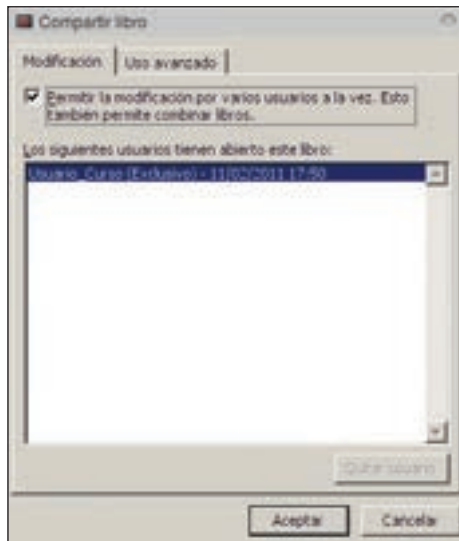 Compartir libro
Modificación
Uso avanzado
Permitir la modificación por varios usuarios a la vez. Esto
también permite combinar libros.
Los siguientes usuarios tienen abierto este libro:
Usuario_Curso (Exclusivo) - 11/02/2011 17:50
Quitar usuario
Aceptar
Cancelar